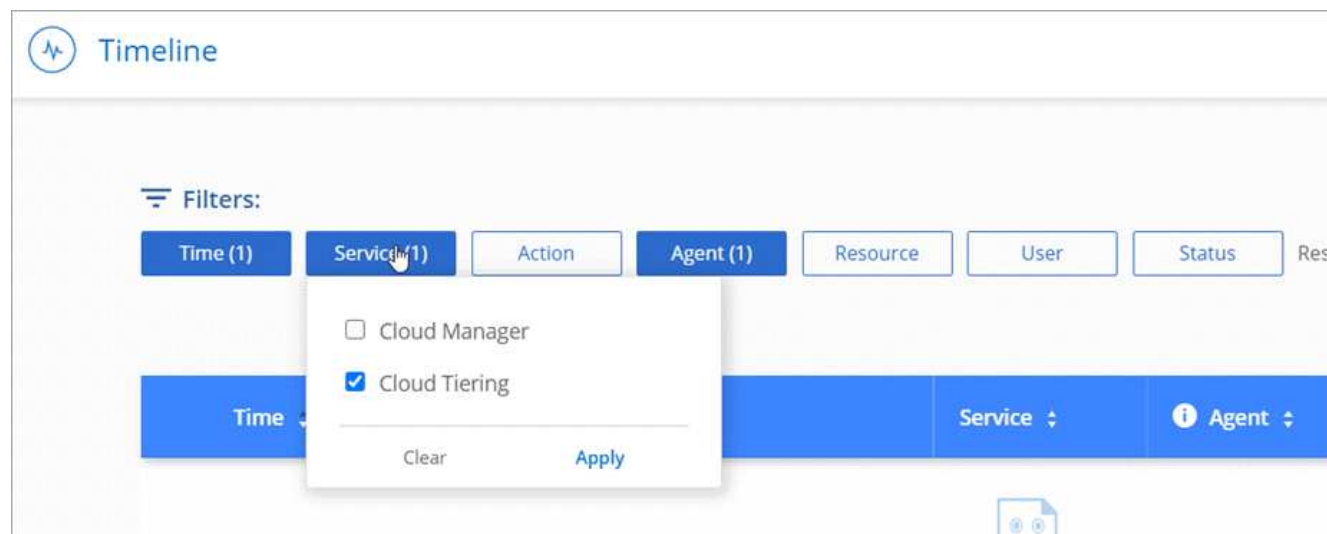 Timeline
Filters:
Time (1) Service (1) Action Agent (1) Resource User Status Res
Cloud Manager
Cloud Tiering
Clear Apply
Time Service Agent